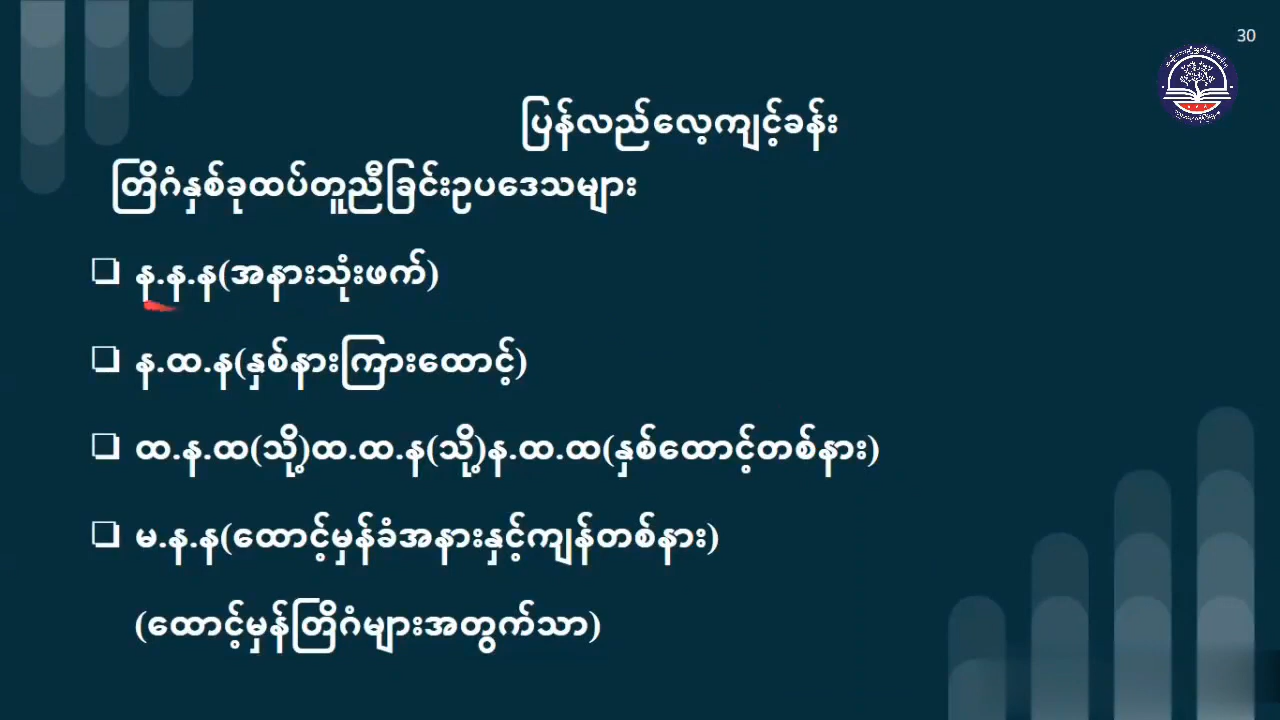 30
ပြန်လည်လေ့ကျင့်ခန်း
တြိဂံနှစ်ခုထပ်တူညီခြင်းဥပဒေသများ
န.န.န(အနားသုံးဖက်)
န.ထ.န(နှစ်နားကြားထောင့်)
ထ.န.ထ(သို့)ထ.ထ.န(သို့)န.ထ.ထ(နှစ်ထောင့်တစ်နား)
မ.န.န(ထောင့်မှန်ခံအနားနှင့်ကျန်တစ်နား)
(ထောင့်မှန်တြိဂံများအတွက်သာ)